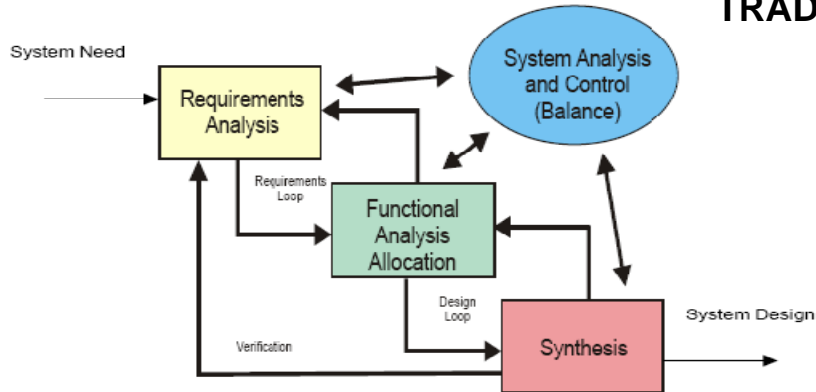 TRAD
System Need
System Analysis
and Control
(Balance)
Requirements
Analysis
Requirements
Loop
Functional
Analysis
Allocation
Design
Loop
System Design
Verification
Synthesis